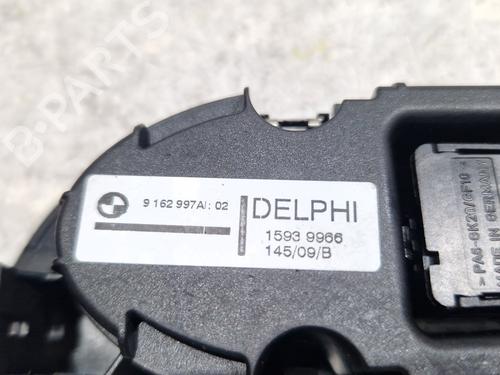 B-Parts
9 162 997AI: 02
DELPHI
1593 9966
145/09/B
> PA6-GK20/GF10 <
MADE IN GERMANY